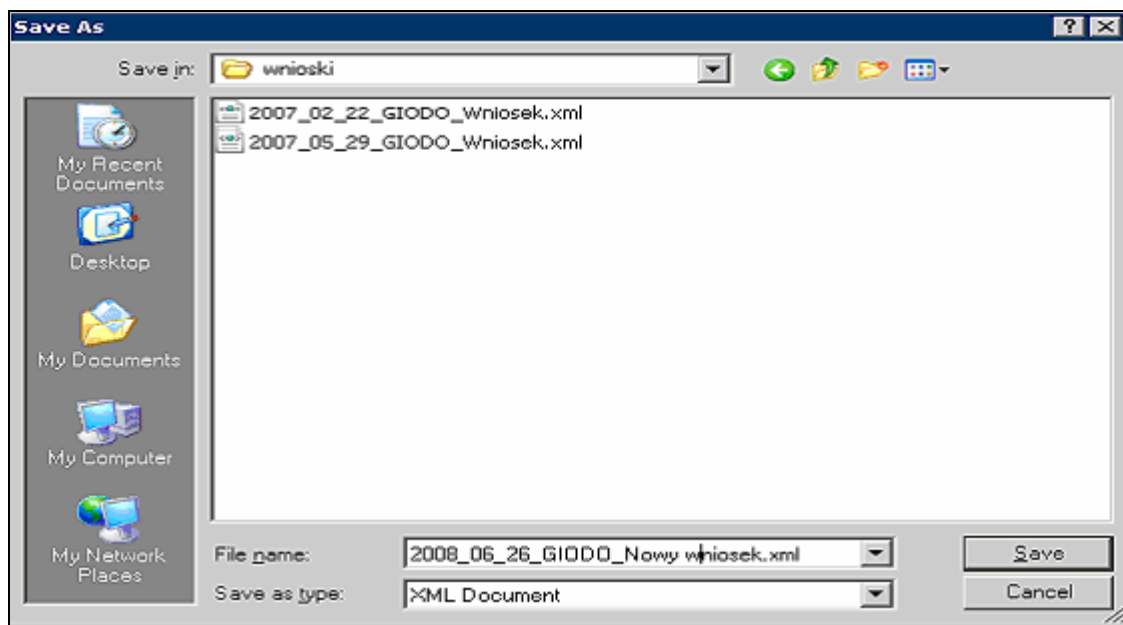 Save As
Save in:
wnioski
2007_02_22_GIODO_Wniosek.xml
2007_05_29_GIODO_Wniosek.xml
My Recent
Documents
Desktop
My Documents
My Computer
My Network
Places
File name:
2008_06_26_GIODO_Nowy wniosek.xml
Save
Save as type:
XML Document
Cancel